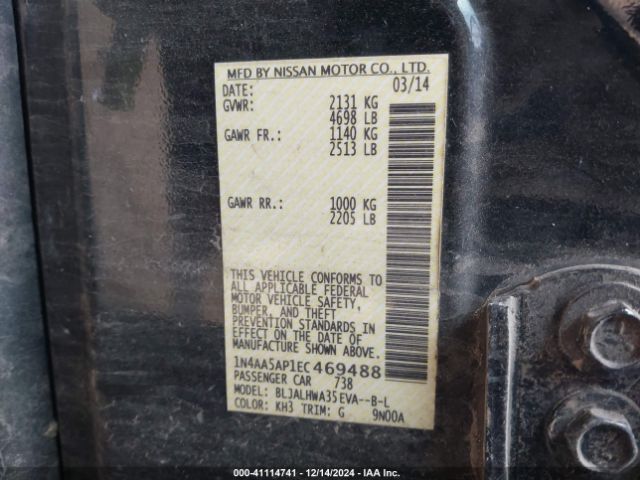 MFD BY NISSAN MOTOR CO., LTD.
DATE: 03/14
GVWR: 2131 KG
4698 LB
GAWR FR.: 1140 KG
2513 LB
GAWR RR.: 1000 KG
2205 LB
THIS VEHICLE CONFORMS TO
ALL APPLICABLE FEDERAL
MOTOR VEHICLE SAFETY,
BUMPER, AND THEFT
PREVENTION STANDARDS IN
EFFECT ON THE DATE OF
MANUFACTURE SHOWN ABOVE.
1N4AA5AP1EC469488
PASSENGER CAR 738
MODEL: BLJALHWA35EVA--B-L
COLOR: KH3 TRIM: G 9N00A
000-41114741 - 12/14/2024 - IAA Inc.